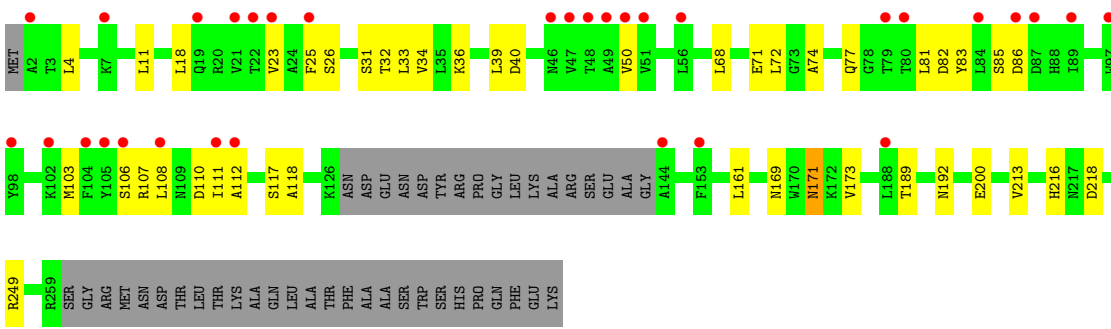 MET A2 T3 L4 K7 L11 L18 Q19 R20 V21 T22 V23 A24 F25 S26 S31 T32 L33 V34 L35 K36 L39 D40 N46 V47 T48 A49 V50 V51 L56 L68 E71 L72 G73 A74 Q77 G78 T79 T80 L81 D82 Y83 L84 S85 D86 D87 H88 I89
Y98 K102 M103 F104 Y105 S106 R107 L108 N109 D110 I111 A112 S117 A118 K126 ASN ASP GLU ASN ASP TYR ARG PRO GLY LEU LYS ALA ARG SER GLU ALA GLY A144 F153 L161 N169 W170 N171 K172 V173 L188 T189 N192 E200 V213 H216 N217 D218
R249 R259 SER GLY ARG MET ASN ASP THR LEU THR LYS ALA GLN LEU ALA THR PHE ALA ALA SER TRP SER HIS PRO GLN PHE GLU LYS